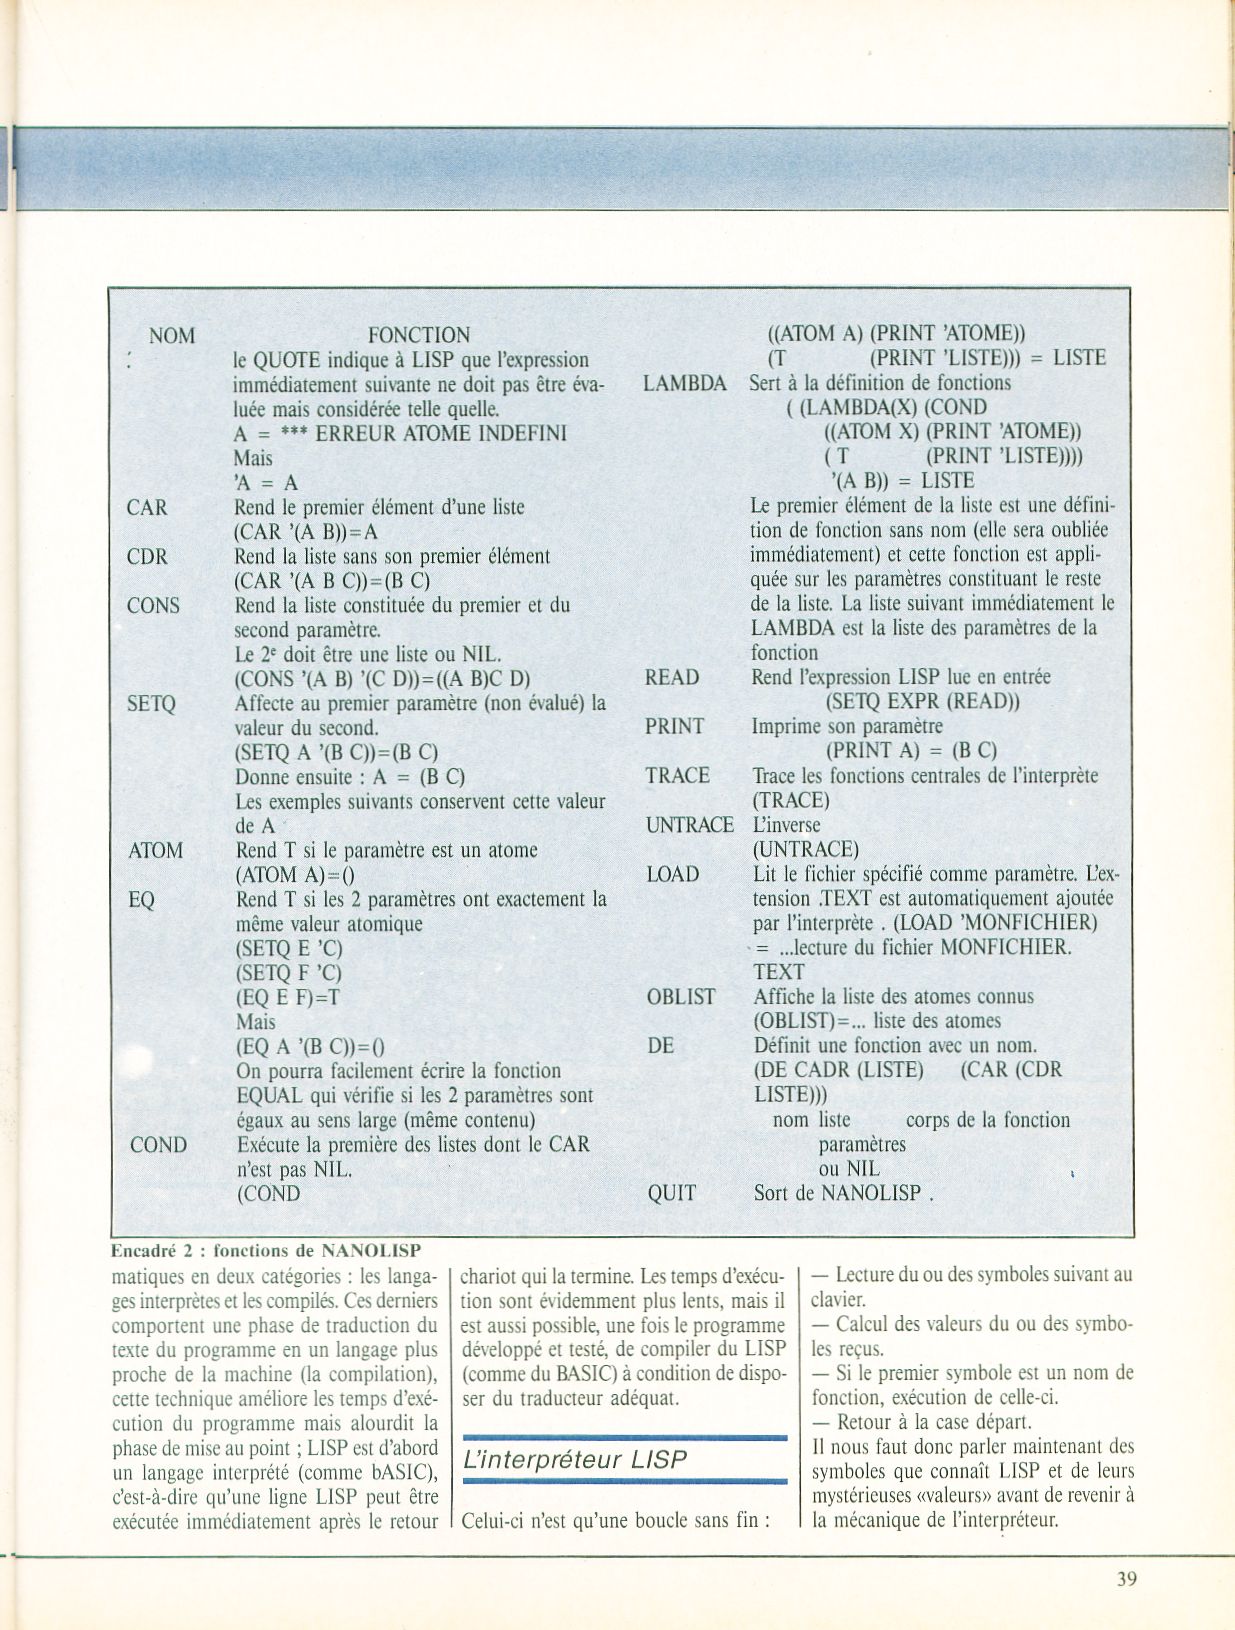 NOM FONCTION
' le QUOTE indique à LISP que l'expression
immédiatement suivante ne doit pas être éva-
luée mais considérée telle quelle.
A = *** ERREUR ATOME INDEFINI
Mais
'A = A
CAR Rend le premier élément d'une liste
(CAR '(A B))=A
CDR Rend la liste sans son premier élément
(CAR '(A B C))=(B C)
CONS Rend la liste constituée du premier et du
second paramètre.
Le 2e doit être une liste ou NIL.
(CONS '(A B) '(C D))=((A B)C D)
SETQ Affecte au premier paramètre (non évalué) la
valeur du second.
(SETQ A '(B C))=(B C)
Donne ensuite : A = (B C)
Les exemples suivants conservent cette valeur
de A
ATOM Rend T si le paramètre est un atome
(ATOM A)=()
EQ Rend T si les 2 paramètres ont exactement la
même valeur atomique
(SETQ E 'C)
(SETQ F 'C)
(EQ E F)=T
Mais
(EQ A '(B C))=()
On pourra facilement écrire la fonction
EQUAL qui vérifie si les 2 paramètres sont
égaux au sens large (même contenu)
COND Exécute la première des listes dont le CAR
n'est pas NIL.
(COND
((ATOM A) (PRINT 'ATOME))
(T (PRINT 'LISTE))) = LISTE
LAMBDA Sert à la définition de fonctions
( (LAMBDA(X) (COND
((ATOM X) (PRINT 'ATOME))
( T (PRINT 'LISTE))))
'(A B)) = LISTE
Le premier élément de la liste est une défini-
tion de fonction sans nom (elle sera oubliée
immédiatement) et cette fonction est appli-
quée sur les paramètres constituant le reste
de la liste. La liste suivant immédiatement le
LAMBDA est la liste des paramètres de la
fonction
READ Rend l'expression LISP lue en entrée
(SETQ EXPR (READ))
PRINT Imprime son paramètre
(PRINT A) = (B C)
TRACE Trace les fonctions centrales de l'interprète
(TRACE)
UNTRACE L'inverse
(UNTRACE)
LOAD Lit le fichier spécifié comme paramètre. L'ex-
tension .TEXT est automatiquement ajoutée
par l'interprète . (LOAD 'MONFICHIER)
= ...lecture du fichier MONFICHIER.
TEXT
OBLIST Affiche la liste des atomes connus
(OBLIST)=... liste des atomes
DE Définit une fonction avec un nom.
(DE CADR (LISTE) (CAR (CDR
LISTE)))
nom liste corps de la fonction
paramètres
ou NIL
QUIT Sort de NANOLISP .
Encadré 2 : fonctions de NANOLISP
matiques en deux catégories : les langa-
ges interprètes et les compilés. Ces derniers
comportent une phase de traduction du
texte du programme en un langage plus
proche de la machine (la compilation),
cette technique améliore les temps d'exé-
cution du programme mais alourdit la
phase de mise au point ; LISP est d'abord
un langage interprété (comme bASIC),
c'est-à-dire qu'une ligne LISP peut être
exécutée immédiatement après le retour
chariot qui la termine. Les temps d'exécu-
tion sont évidemment plus lents, mais il
est aussi possible, une fois le programme
développé et testé, de compiler du LISP
(comme du BASIC) à condition de dispo-
ser du traducteur adéquat.
L'interpréteur LISP
Celui-ci n'est qu'une boucle sans fin :
— Lecture du ou des symboles suivant au
clavier.
— Calcul des valeurs du ou des symbo-
les reçus.
— Si le premier symbole est un nom de
fonction, exécution de celle-ci.
— Retour à la case départ.
Il nous faut donc parler maintenant des
symboles que connaît LISP et de leurs
mystérieuses «valeurs» avant de revenir à
la mécanique de l'interpréteur.
39